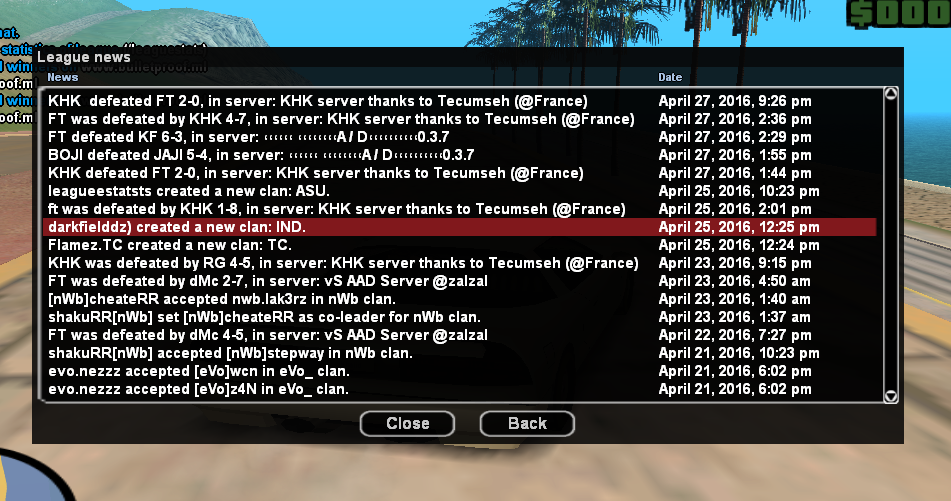 hat.
$000
statis
League news
News Date
KHK defeated FT 2-0, in server: KHK server thanks to Tecumseh (@France) April 27, 2016, 9:26 pm
FT was defeated by KHK 4-7, in server: KHK server thanks to Tecumseh (@France) April 27, 2016, 2:36 pm
FT defeated KF 6-3, in server: ‹‹‹‹‹‹ ‹‹‹‹‹‹‹‹A / D‹‹‹‹‹‹‹‹‹‹0.3.7 April 27, 2016, 2:29 pm
BOJI defeated JAJI 5-4, in server: ‹‹‹‹‹‹ ‹‹‹‹‹‹‹‹A / D‹‹‹‹‹‹‹‹‹‹0.3.7 April 27, 2016, 1:55 pm
KHK defeated FT 2-0, in server: KHK server thanks to Tecumseh (@France) April 27, 2016, 1:44 pm
leagueestatsts created a new clan: ASU. April 25, 2016, 10:23 pm
ft was defeated by KHK 1-8, in server: KHK server thanks to Tecumseh (@France) April 25, 2016, 2:01 pm
darkfielddz) created a new clan: IND. April 25, 2016, 12:25 pm
Flamez.TC created a new clan: TC. April 25, 2016, 12:24 pm
KHK was defeated by RG 4-5, in server: KHK server thanks to Tecumseh (@France) April 23, 2016, 9:15 pm
FT was defeated by dMc 2-7, in server: vS AAD Server @zalzal April 23, 2016, 4:50 am
[nWb]cheateRR accepted nwb.lak3rz in nWb clan. April 23, 2016, 1:40 am
shakuRR[nWb] set [nWb]cheateRR as co-leader for nWb clan. April 23, 2016, 1:37 am
FT was defeated by dMc 4-5, in server: vS AAD Server @zalzal April 22, 2016, 7:27 pm
shakuRR[nWb] accepted [nWb]stepway in nWb clan. April 21, 2016, 10:23 pm
evo.nezzz accepted [eVo]wcn in eVo_ clan. April 21, 2016, 6:02 pm
evo.nezzz accepted [eVo]z4N in eVo_ clan. April 21, 2016, 6:02 pm
Close Back